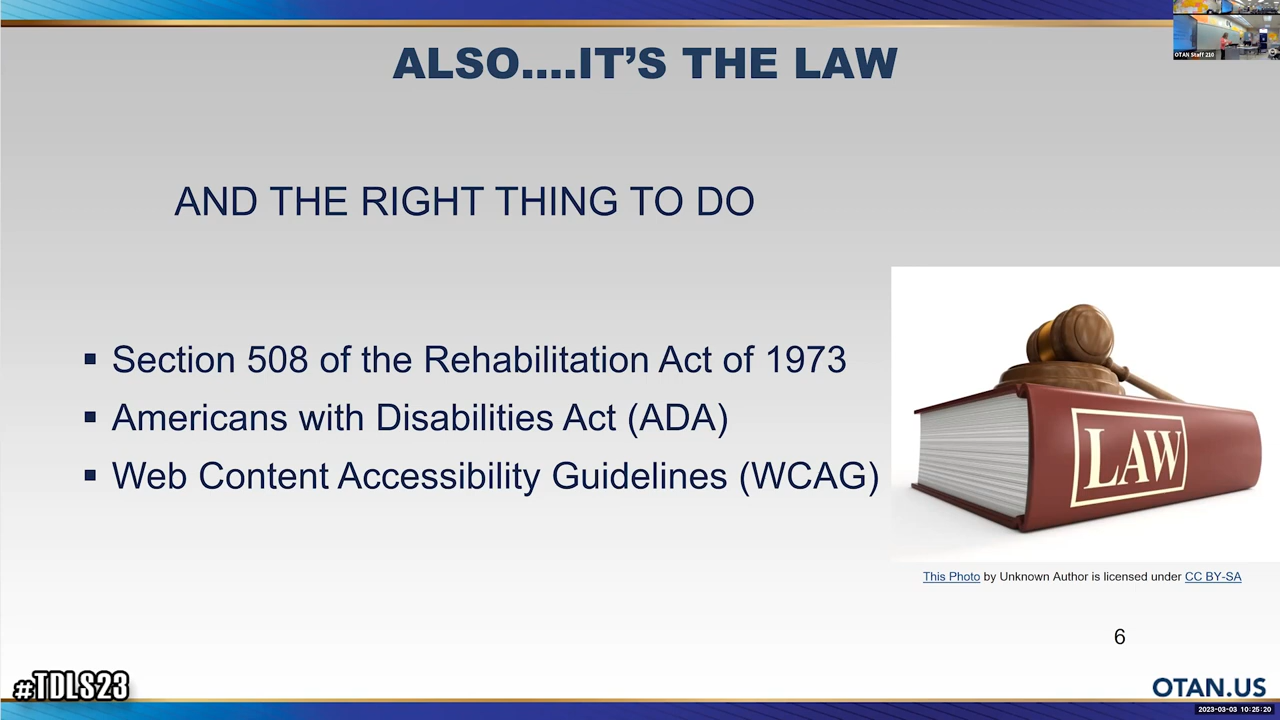 OTAN Staff 210
ALSO....IT'S THE LAW
AND THE RIGHT THING TO DO
▪ Section 508 of the Rehabilitation Act of 1973
▪ Americans with Disabilities Act (ADA)
▪ Web Content Accessibility Guidelines (WCAG)
LAW
This Photo by Unknown Author is licensed under CC BY-SA
6
#TDLS23
OTAN.US
2023-03-03 10:25:20